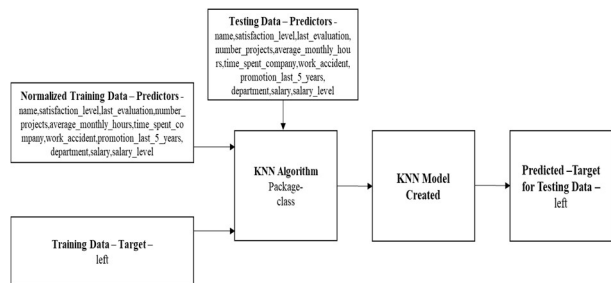 Testing Data – Predictors -
name,satisfaction_level,last_evaluation,
number_projects,average_monthly_hou
rs,time_spent_company,work_accident,
promotion_last_5_years,
department,salary,salary_level
Normalized Training Data – Predictors -
name,satisfaction_level,last_evaluation,number_
projects,average_monthly_hours,time_spent_co
mpany,work_accident,promotion_last_5_years,
department,salary,salary_level
KNN Algorithm
Package-
class
KNN Model
Created
Predicted –Target
for Testing Data –
left
Training Data – Target –
left